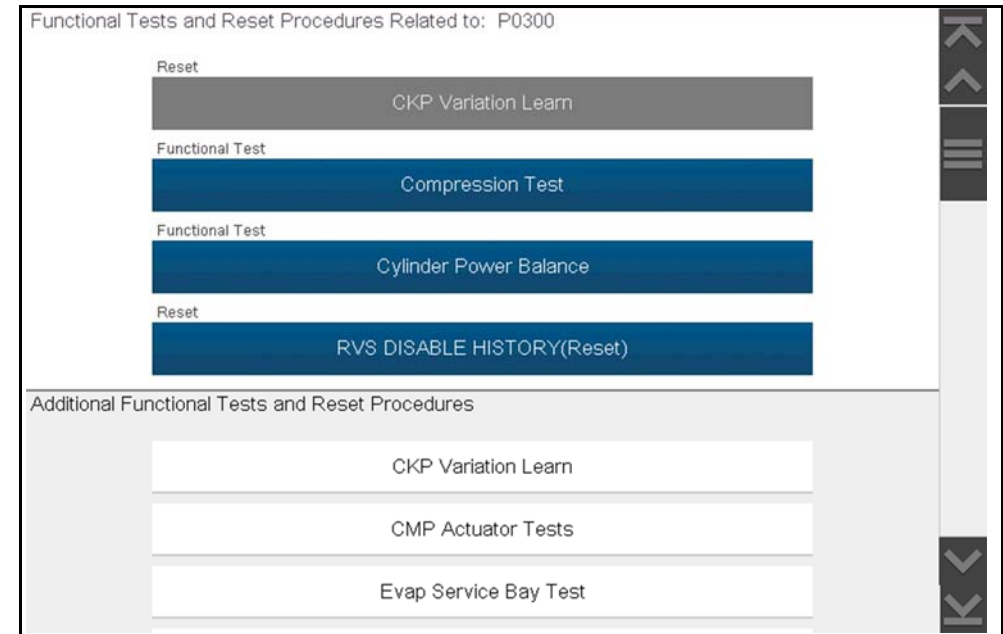 Functional Tests and Reset Procedures Related to: P0300
Reset
CKP Variation Learn
Functional Test
Compression Test
Functional Test
Cylinder Power Balance
Reset
RVS DISABLE HISTORY(Reset)
Additional Functional Tests and Reset Procedures
CKP Variation Learn
CMP Actuator Tests
Evap Service Bay Test